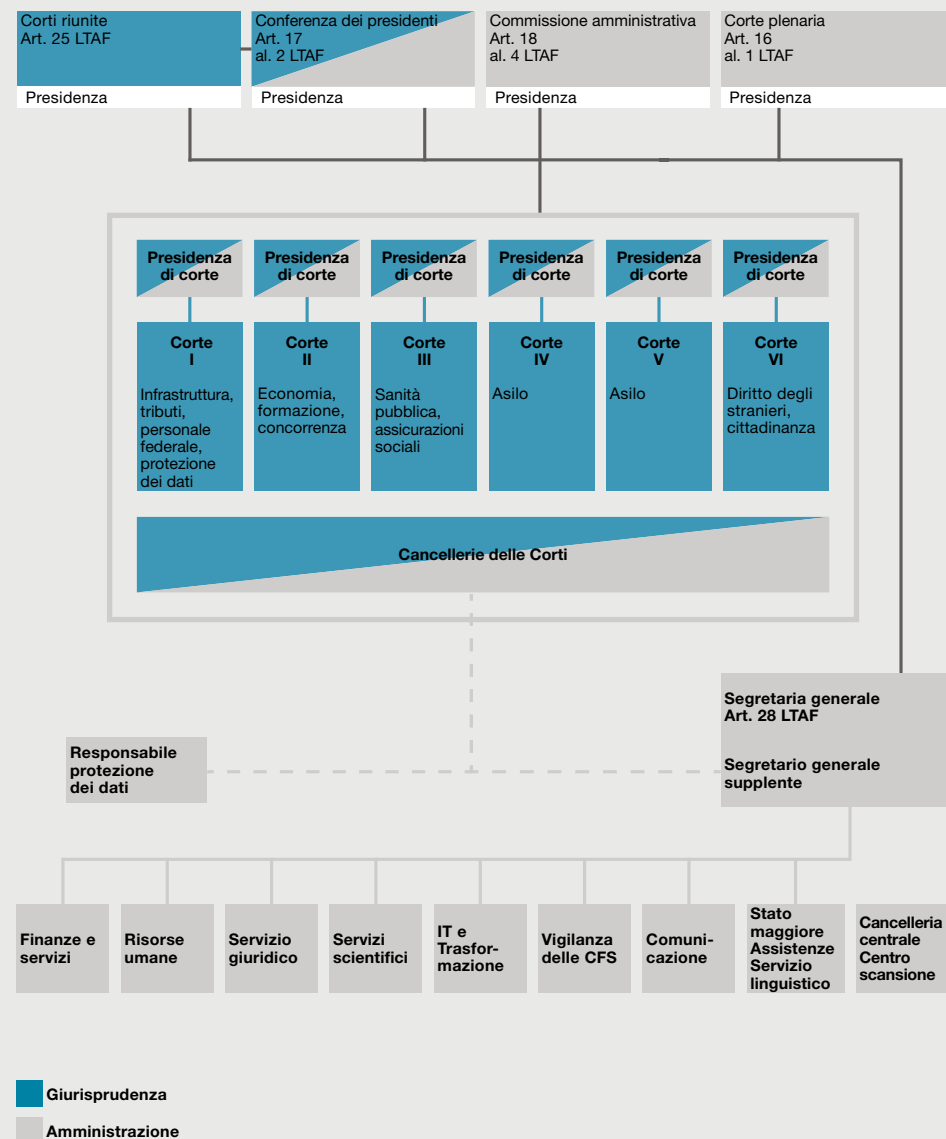 Corti riunite
Art. 25 LTAF
Presidenza
Conferenza dei presidenti
Art. 17
al. 2 LTAF
Presidenza
Commissione amministrativa
Art. 18
al. 4 LTAF
Presidenza
Corte plenaria
Art. 16
al. 1 LTAF
Presidenza
Presidenza
di corte
Presidenza
di corte
Presidenza
di corte
Presidenza
di corte
Presidenza
di corte
Presidenza
di corte
Corte
I
Infrastruttura,
tributi,
personale
federale,
protezione
dei dati
Corte
II
Economia,
formazione,
concorrenza
Corte
III
Sanità
pubblica,
assicurazioni
sociali
Corte
IV
Asilo
Corte
V
Asilo
Corte
VI
Diritto degli
stranieri,
cittadinanza
Cancellerie delle Corti
Segretaria generale
Art. 28 LTAF
Segretario generale
supplente
Responsabile
protezione
dei dati
Finanze e
servizi
Risorse
umane
Servizio
giuridico
Servizi
scientifici
IT e
Trasfor-
mazione
Vigilanza
delle CFS
Comuni-
cazione
Stato
maggiore
Assistenze
Servizio
linguistico
Cancelleria
centrale
Centro
scansione
Giurisprudenza
Amministrazione